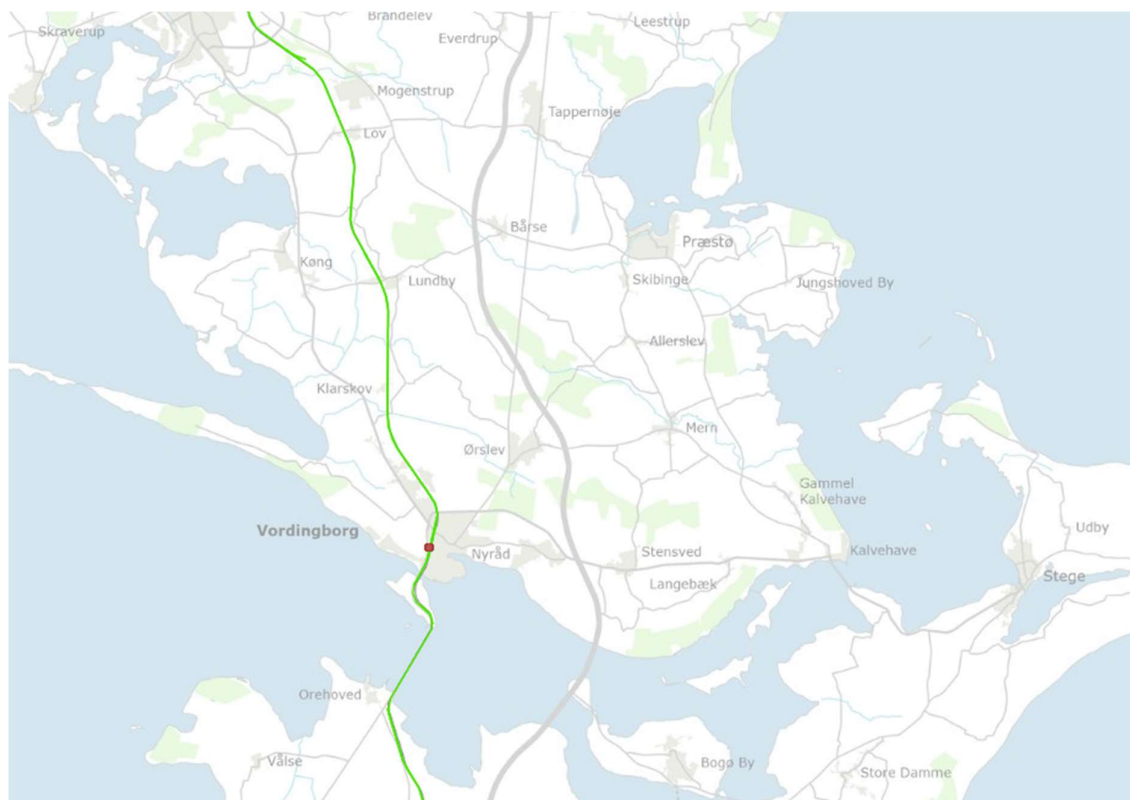 Brandelev
Leestrup
Skraverup
Everdrup
Mogenstrup
Tappernøje
Lov
Bårse
Præstø
Køng
Lundby
Skibinge
Jungshoved By
Allerslev
Klarskov
Mern
Ørslev
Gammel
Kalvehave
Vordingborg
Udby
Nyråd
Stensved
Kalvehave
Langebæk
Stege
Orehoved
Vålse
Bogø By
Store Damme